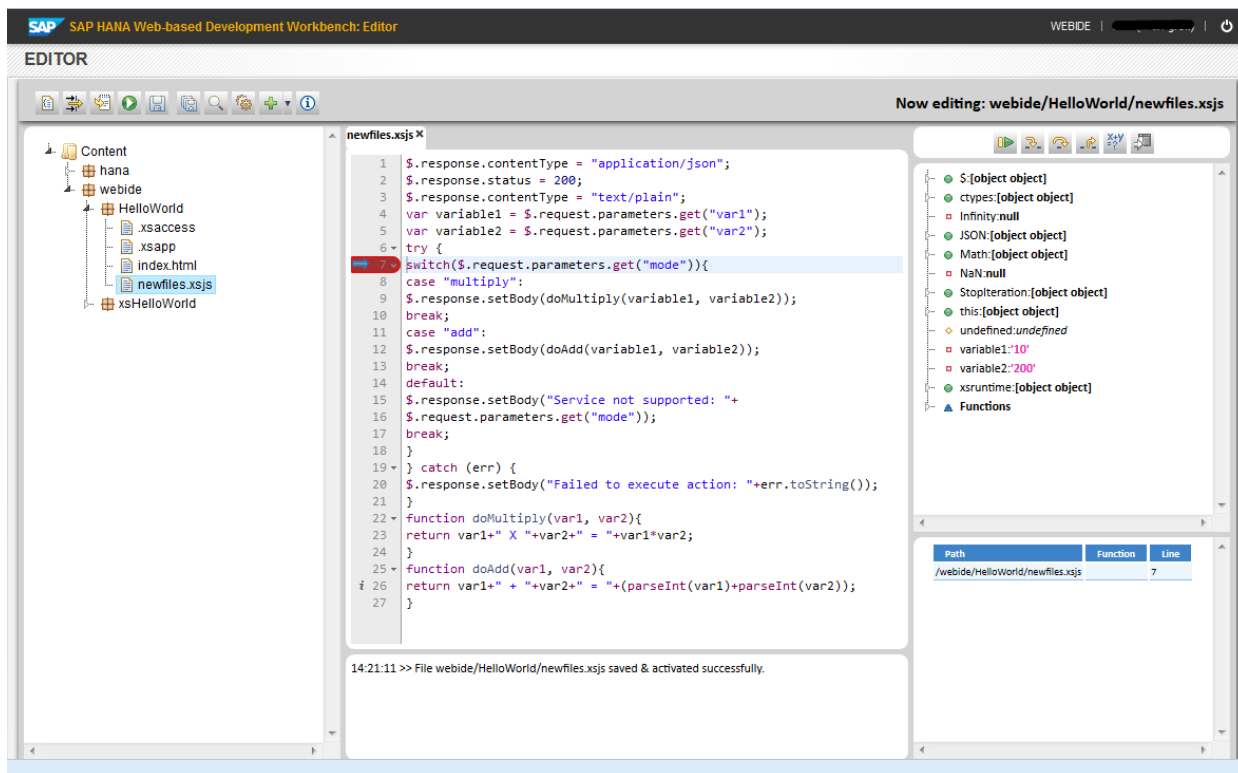 SAP SAP HANA Web-based Development Workbench: Editor
WEBIDE | |
EDITOR
Now editing: webide/HelloWorld/newfiles.xsjs
Content
hana
webide
HelloWorld
.xsaccess
.xsapp
index.html
newfiles.xsjs
xsHelloWorld
newfiles.xsjs
1 $.response.contentType = "application/json";
2 $.response.status = 200;
3 $.response.contentType = "text/plain";
4 var variable1 = $.request.parameters.get("var1");
5 var variable2 = $.request.parameters.get("var2");
6 try {
7 switch($.request.parameters.get("mode")){
8 case "multiply":
9 $.response.setBody(doMultiply(variable1, variable2));
10 break;
11 case "add":
12 $.response.setBody(doAdd(variable1, variable2));
13 break;
14 default:
15 $.response.setBody("Service not supported: "+
16 $.request.parameters.get("mode"));
17 break;
18 }
19 } catch (err) {
20 $.response.setBody("Failed to execute action: "+err.toString());
21 }
22 function doMultiply(var1, var2){
23 return var1+" X "+var2+" = "+var1*var2;
24 }
25 function doAdd(var1, var2){
i 26 return var1+" + "+var2+" = "+(parseInt(var1)+parseInt(var2));
27 }
14:21:11 >> File webide/HelloWorld/newfiles.xsjs saved & activated successfully.
x+y
=?
$:[object object]
ctypes:[object object]
Infinity:null
JSON:[object object]
Math:[object object]
NaN:null
StopIteration:[object object]
this:[object object]
undefined:undefined
variable1:'10'
variable2:'200'
xsruntime:[object object]
Functions
Path Function Line
/webide/HelloWorld/newfiles.xsjs 7